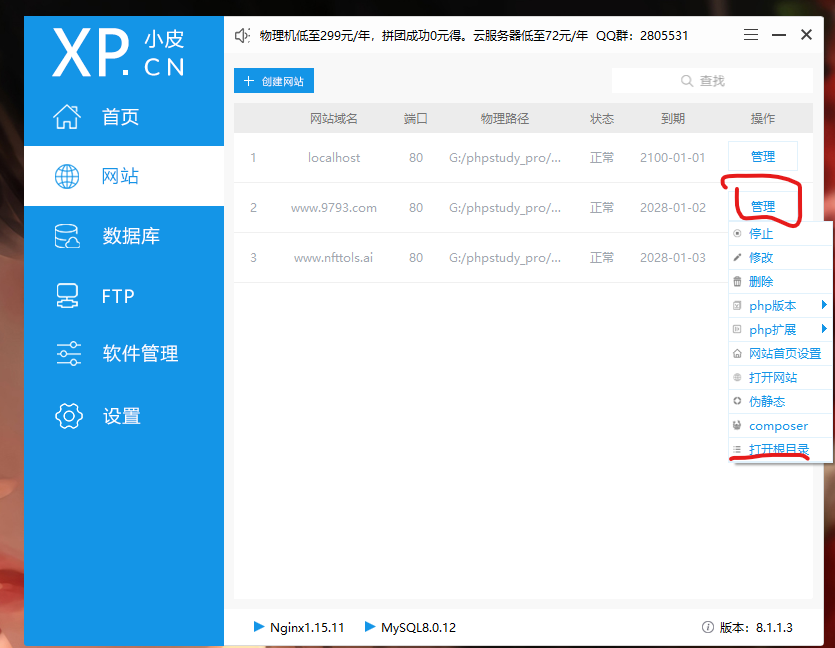 XP.CN 小皮
物理机低至299元/年，拼团成功0元得。云服务器低至72元/年 QQ群：2805531
首页
网站
数据库
FTP
软件管理
设置
创建网站
查找
网站域名 端口 物理路径 状态 到期 操作
1 localhost 80 G:/phpstudy_pro/... 正常 2100-01-01 管理
2 www.9793.com 80 G:/phpstudy_pro/... 正常 2028-01-02 管理
3 www.nfttols.ai 80 G:/phpstudy_pro/... 正常 2028-01-03
停止
修改
删除
php版本
php扩展
网站首页设置
打开网站
伪静态
composer
打开根目录
Nginx1.15.11 MySQL8.0.12 版本：8.1.1.3